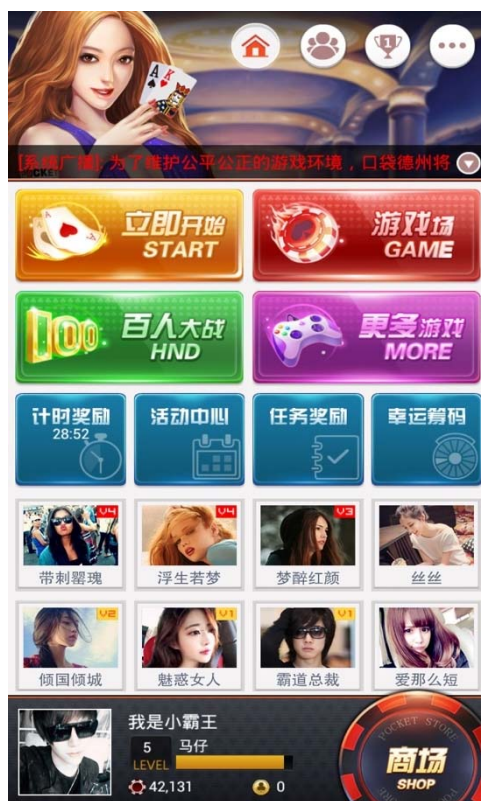 [系统广播]: 为了维护公平公正的游戏环境，口袋德州将
立即开始
START
游戏场
GAME
100
百人大战
HND
更多游戏
MORE
计时奖励
28:52
活动中心
任务奖励
幸运筹码
V4
V4
V3
带刺罂瑰
浮生若梦
梦醉红颜
丝丝
V2
V1
V1
倾国倾城
魅惑女人
霸道总裁
爱那么短
我是小霸王
5 马仔
LEVEL
42,131
0
POCKET STORE
商场
SHOP